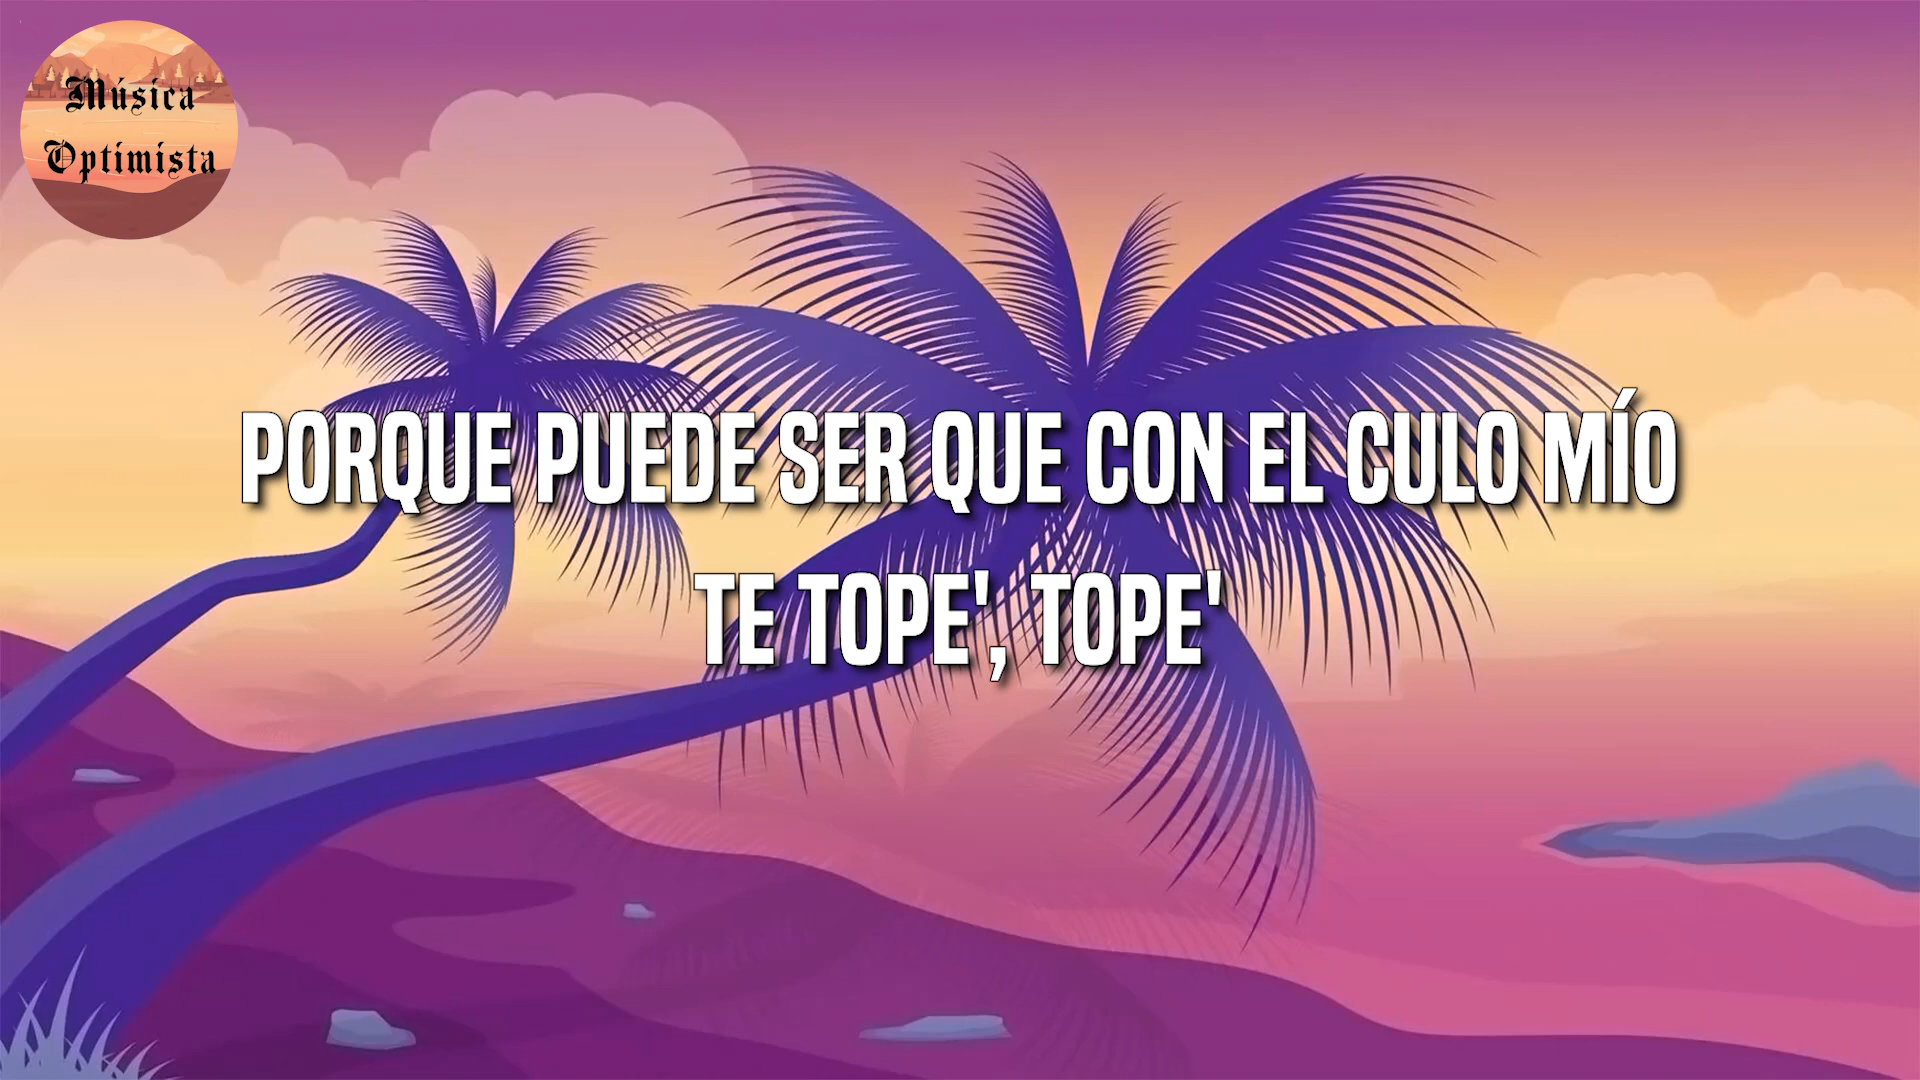 Música
Optimista
PORQUE PUEDE SER QUE CON EL CULO MÍO
TE TOPE', TOPE'